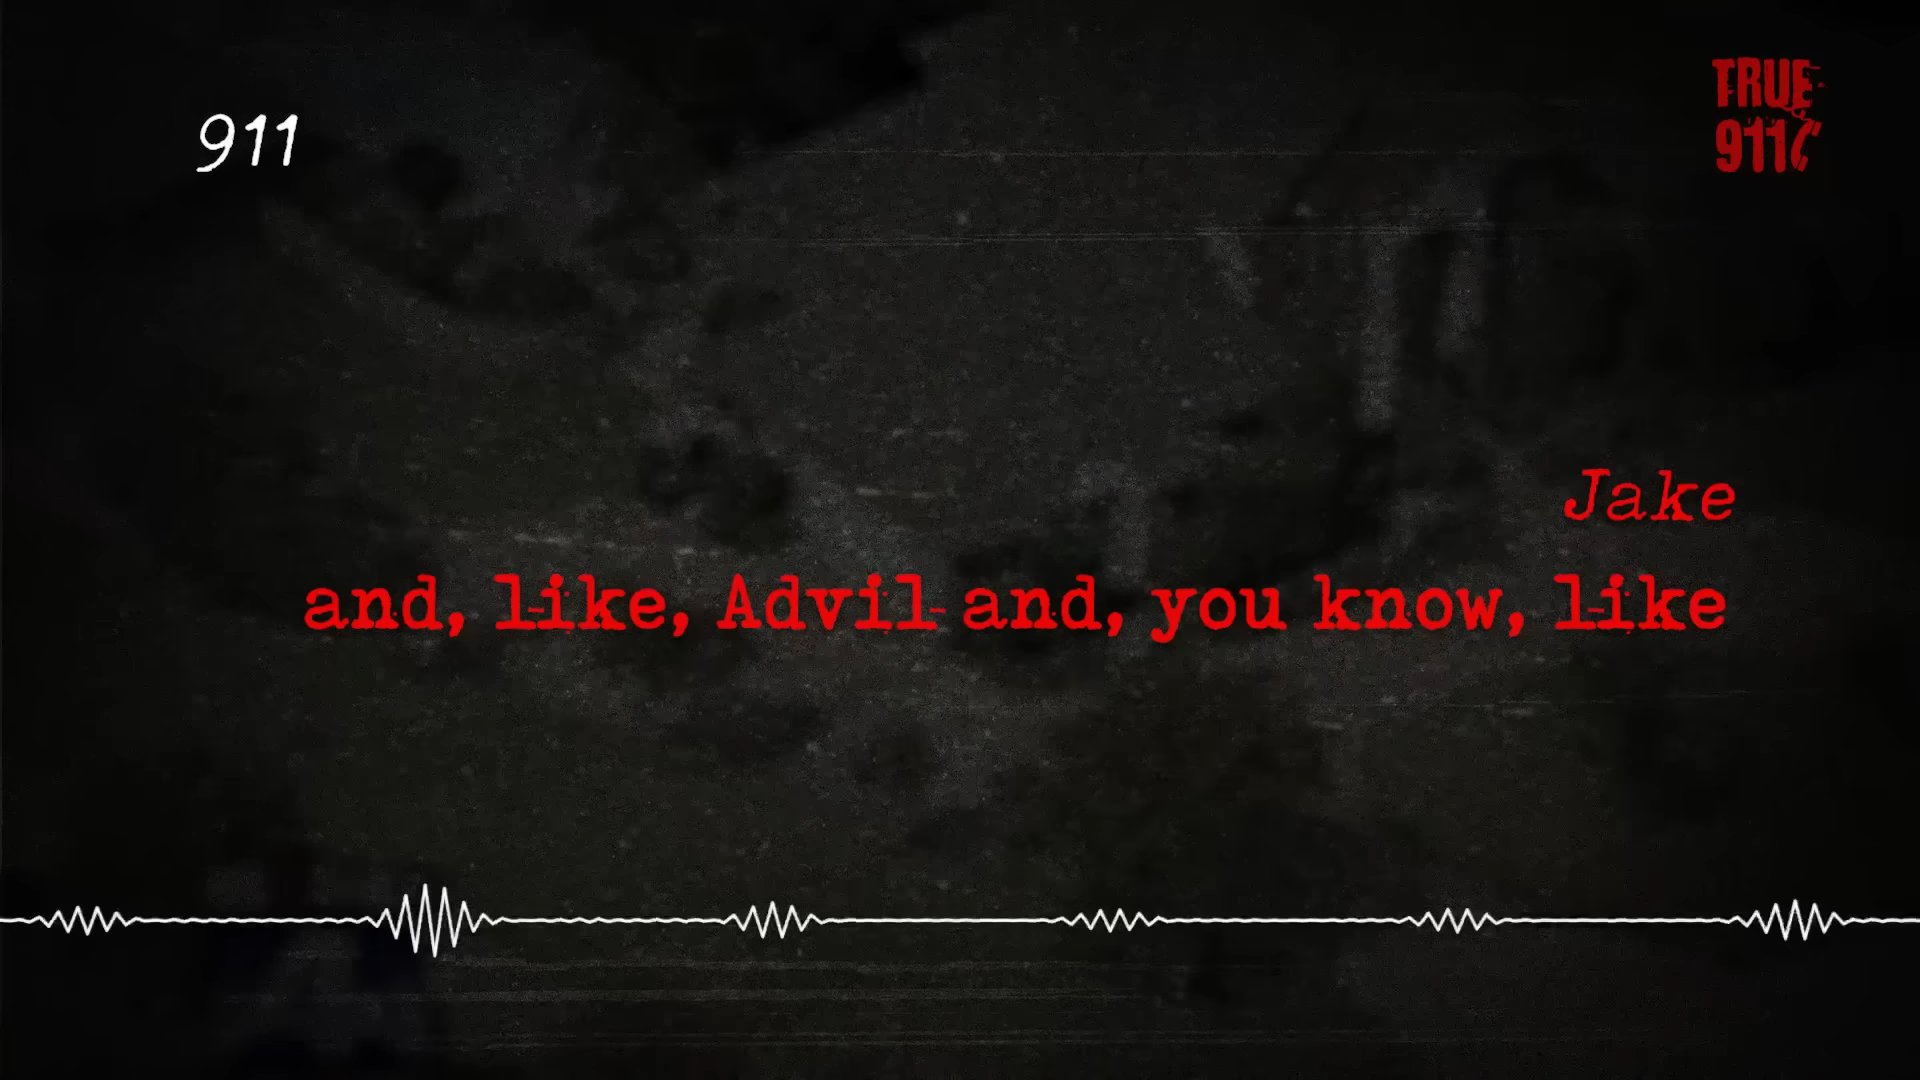 911
TRUE
911
Jake
and, like, Advil and, you know, like